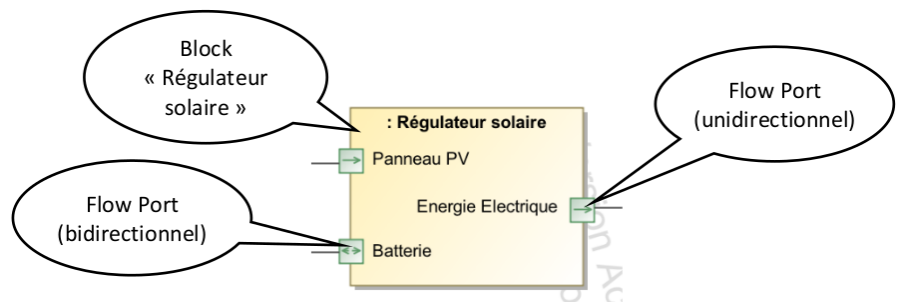 Block
« Régulateur
solaire »
Flow Port
(unidirectionnel)
: Régulateur solaire
Panneau PV
Energie Electrique
Flow Port
(bidirectionnel)
Batterie